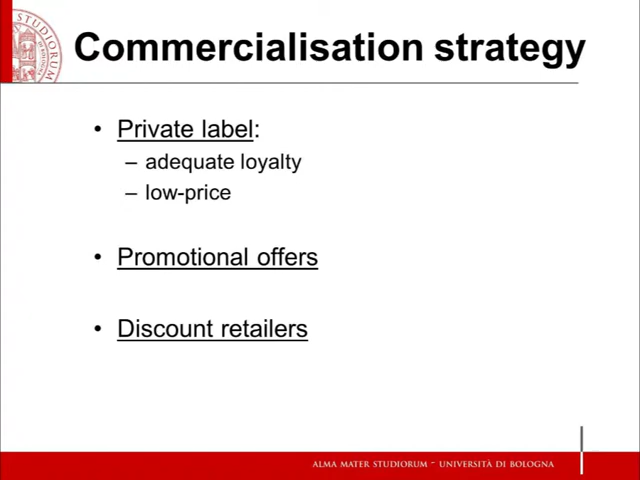 Commercialisation strategy
• Private label:
– adequate loyalty
– low-price
• Promotional offers
• Discount retailers
ALMA MATER STUDIORUM ~ UNIVERSITÀ DI BOLOGNA